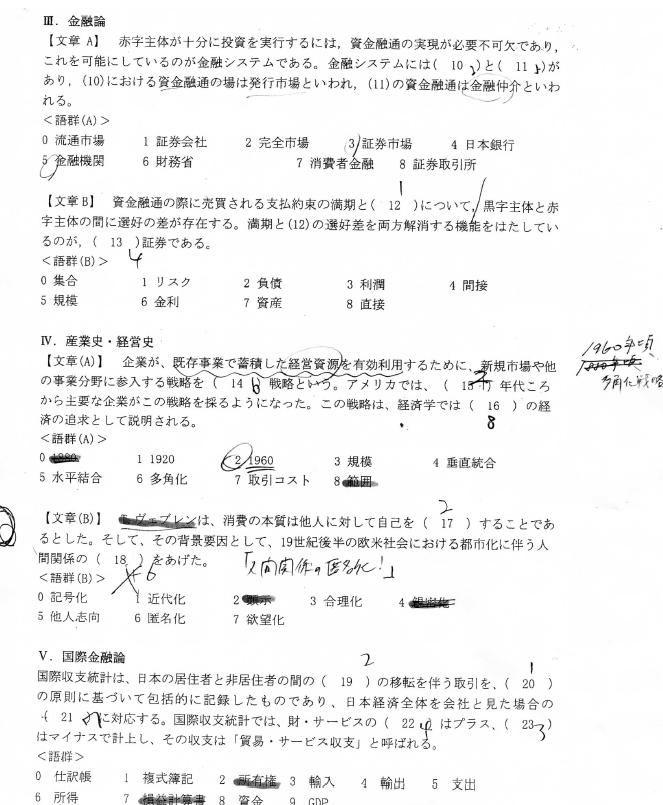 Ⅲ．金融論
【文章 A】 赤字主体が十分に投資を実行するには，資金融通の実現が必要不可欠であり，
これを可能にしているのが金融システムである。金融システムには( 10 )と( 11 )が
あり，(10)における資金融通の場は発行市場といわれ，(11)の資金融通は金融仲介といわ
れる。
＜語群(A)＞
0 流通市場 1 証券会社 2 完全市場 3 証券市場 4 日本銀行
5 金融機関 6 財務省 7 消費者金融 8 証券取引所
1
【文章 B】 資金融通の際に売買される支払約束の満期と( 12 )について，黒字主体と赤
字主体の間に選好の差が存在する。満期と(12)の選好差を両方解消する機能をはたしてい
るのが，( 13 )証券である。
＜語群(B)＞ 4
0 集合 1 リスク 2 負債 3 利潤 4 間接
5 規模 6 金利 7 資産 8 直接
Ⅳ．産業史・経営史
1960年頃
【文章(A)】 企業が、既存事業で蓄積した経営資源を有効利用するために、新規市場や他
多角化戦略
の事業分野に参入する戦略を（ 14 ）6 戦略という。アメリカでは、（ 15 ）2 年代ころ
から主要な企業がこの戦略を採るようになった。この戦略は、経済学では（ 16 ）の経
済の追求として説明される。 8
＜語群(A)＞
0 1880 1 1920 2 1960 3 規模 4 垂直統合
5 水平結合 6 多角化 7 取引コスト 8 範囲
2
【文章(B)】 T.ヴェブレンは、消費の本質は他人に対して自己を（ 17 ）することであ
るとした。そして、その背景要因として、19世紀後半の欧米社会における都市化に伴う人
間関係の（ 18 ）をあげた。 「人間関係の匿名化！」
＜語群(B)＞ 6
0 記号化 1 近代化 2 顕示 3 合理化 4
5 他人志向 6 匿名化 7 欲望化
Ⅴ．国際金融論 2 1
国際収支統計は、日本の居住者と非居住者の間の（ 19 ）の移転を伴う取引を、（ 20 ）
の原則に基づいて包括的に記録したものであり、日本経済全体を会社と見た場合の
（ 21 ）7に対応する。国際収支統計では、財・サービスの（ 22 ）4 はプラス、（ 23 ）3
はマイナスで計上し、その収支は「貿易・サービス収支」と呼ばれる。
＜語群＞
0 仕訳帳 1 複式簿記 2 所有権 3 輸入 4 輸出 5 支出
6 所得 7 損益計算書 8 資金 9 GDP